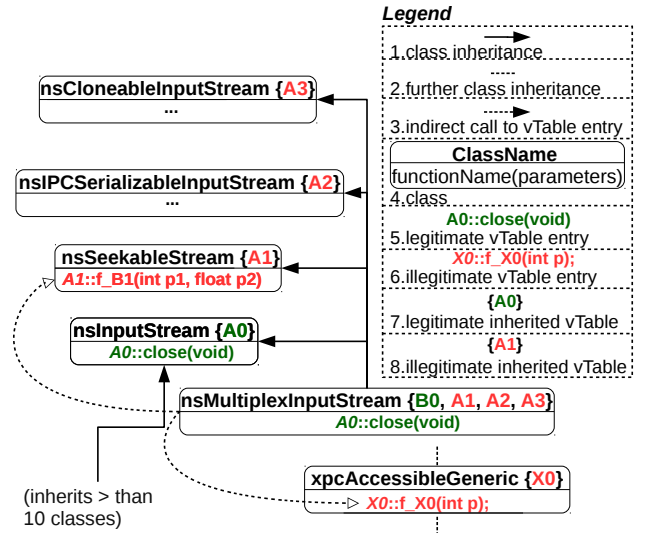 Legend
1.class inheritance
2.further class inheritance
3.indirect call to vTable entry
ClassName
functionName(parameters)
4.class
A0::close(void)
5.legitimate vTable entry
X0::f_X0(int p);
6.illegitimate vTable entry
{A0}
7.legitimate inherited vTable
{A1}
8.illegitimate inherited vTable
nsCloneableInputStream {A3}
...
nsIPCSerializableInputStream {A2}
...
nsSeekableStream {A1}
A1::f_B1(int p1, float p2)
nsInputStream {A0}
A0::close(void)
nsMultiplexInputStream {B0, A1, A2, A3}
A0::close(void)
xpcAccessibleGeneric {X0}
X0::f_X0(int p);
(inherits > than
10 classes)